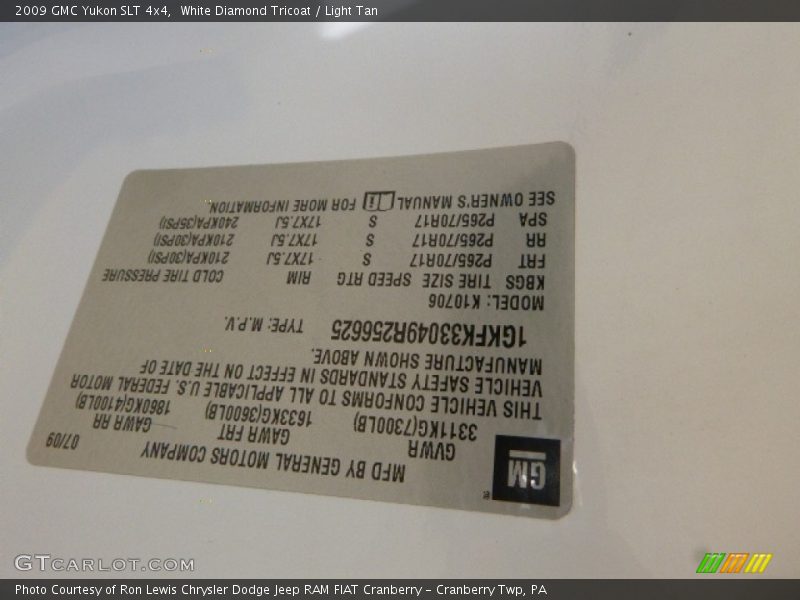 2009 GMC Yukon SLT 4x4, White Diamond Tricoat / Light Tan
GM ®
MFD BY GENERAL MOTORS COMPANY 07/09
GVWR GAWR FRT GAWR RR
3311KG(7300LB) 1633KG(3600LB) 1860KG(4100LB)
THIS VEHICLE CONFORMS TO ALL APPLICABLE U.S. FEDERAL MOTOR
VEHICLE SAFETY STANDARDS IN EFFECT ON THE DATE OF
MANUFACTURE SHOWN ABOVE.
1GKFK33049R256625 TYPE: M.P.V.
MODEL: K10706
KBGS TIRE SIZE SPEED RTG RIM COLD TIRE PRESSURE
FRT P265/70R17 S 17X7.5J 210KPA(30PSI)
RR P265/70R17 S 17X7.5J 210KPA(30PSI)
SPA P265/70R17 S 17X7.5J 240KPA(35PSI)
SEE OWNER'S MANUAL i FOR MORE INFORMATION.
GTCARLOT.COM
Photo Courtesy of Ron Lewis Chrysler Dodge Jeep RAM FIAT Cranberry – Cranberry Twp, PA